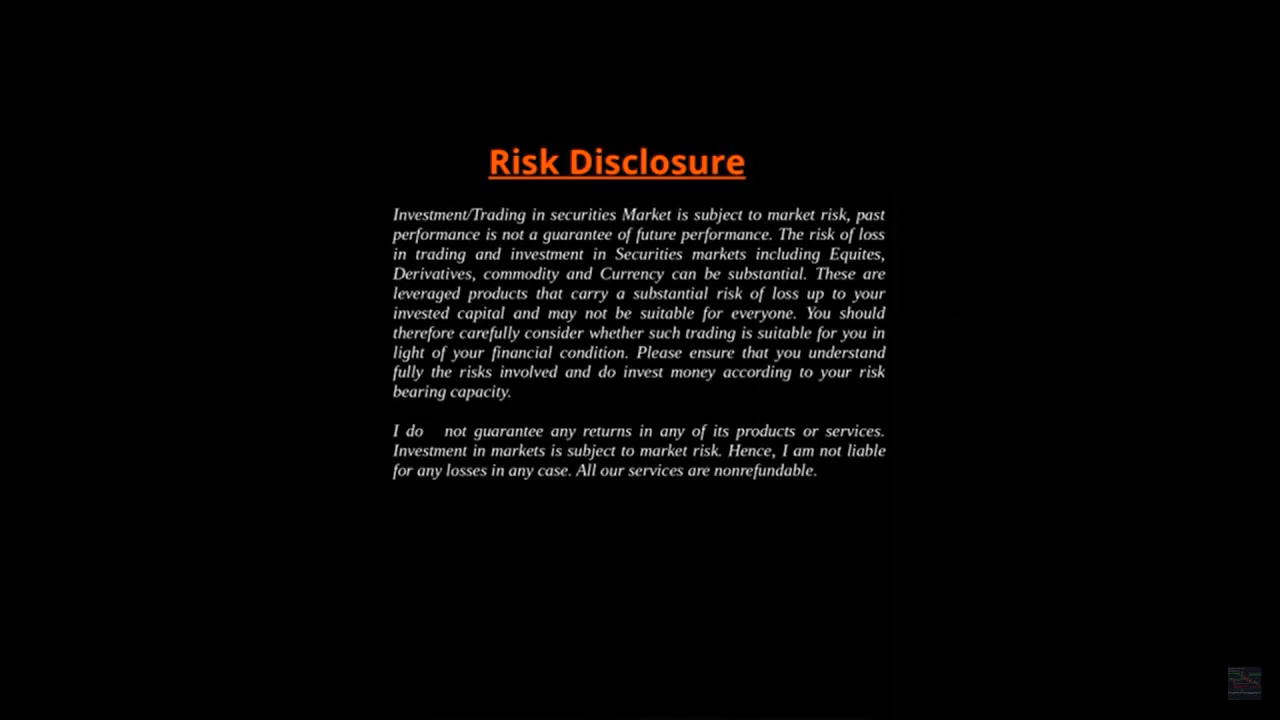 Risk Disclosure
Investment/Trading in securities Market is subject to market risk, past
performance is not a guarantee of future performance. The risk of loss
in trading and investment in Securities markets including Equites,
Derivatives, commodity and Currency can be substantial. These are
leveraged products that carry a substantial risk of loss up to your
invested capital and may not be suitable for everyone. You should
therefore carefully consider whether such trading is suitable for you in
light of your financial condition. Please ensure that you understand
fully the risks involved and do invest money according to your risk
bearing capacity.
I do not guarantee any returns in any of its products or services.
Investment in markets is subject to market risk. Hence, I am not liable
for any losses in any case. All our services are nonrefundable.